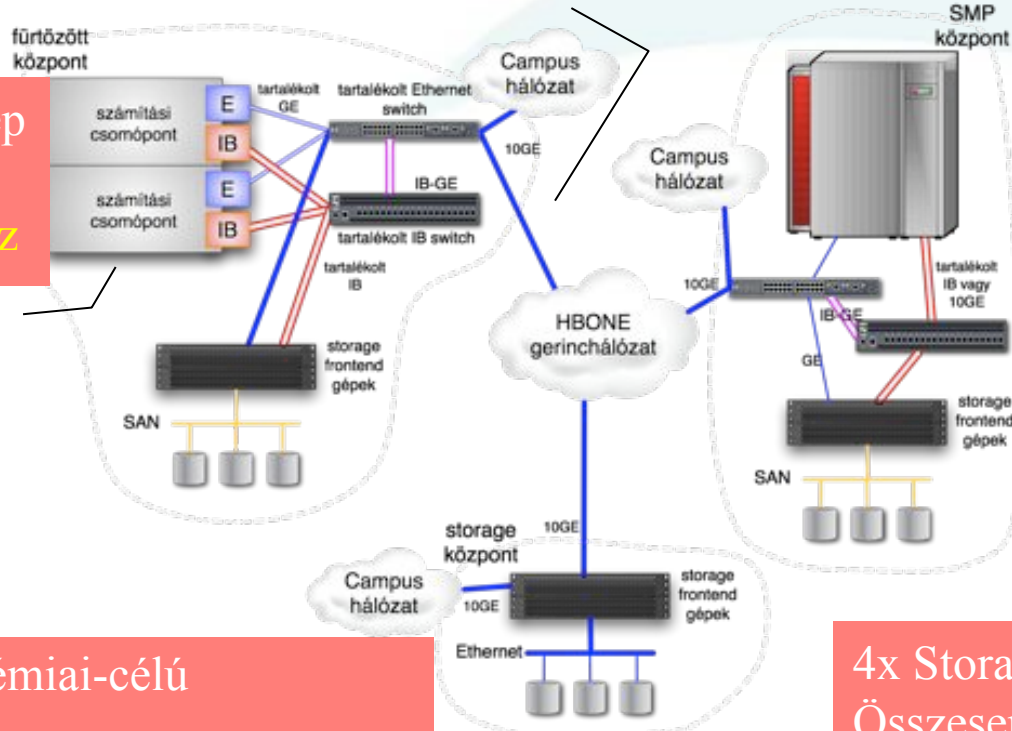 fürtözött
központ
számítási
csomópont
E
IB
számítási
csomópont
E
IB
tartalékolt
GE
tartalékolt Ethernet
switch
Campus
hálózat
10GE
IB-GE
tartalékolt IB switch
tartalékolt
IB
storage
frontend
gépek
SAN
SMP
központ
Campus
hálózat
10GE
tartalékolt
IB vagy
10GE
IB-GE
GE
storage
frontend
gépek
SAN
HBONE
gerinchálózat
10GE
storage
központ
Campus
hálózat
10GE
storage
frontend
gépek
Ethernet
émiai-célú
4x Stora
Összesen